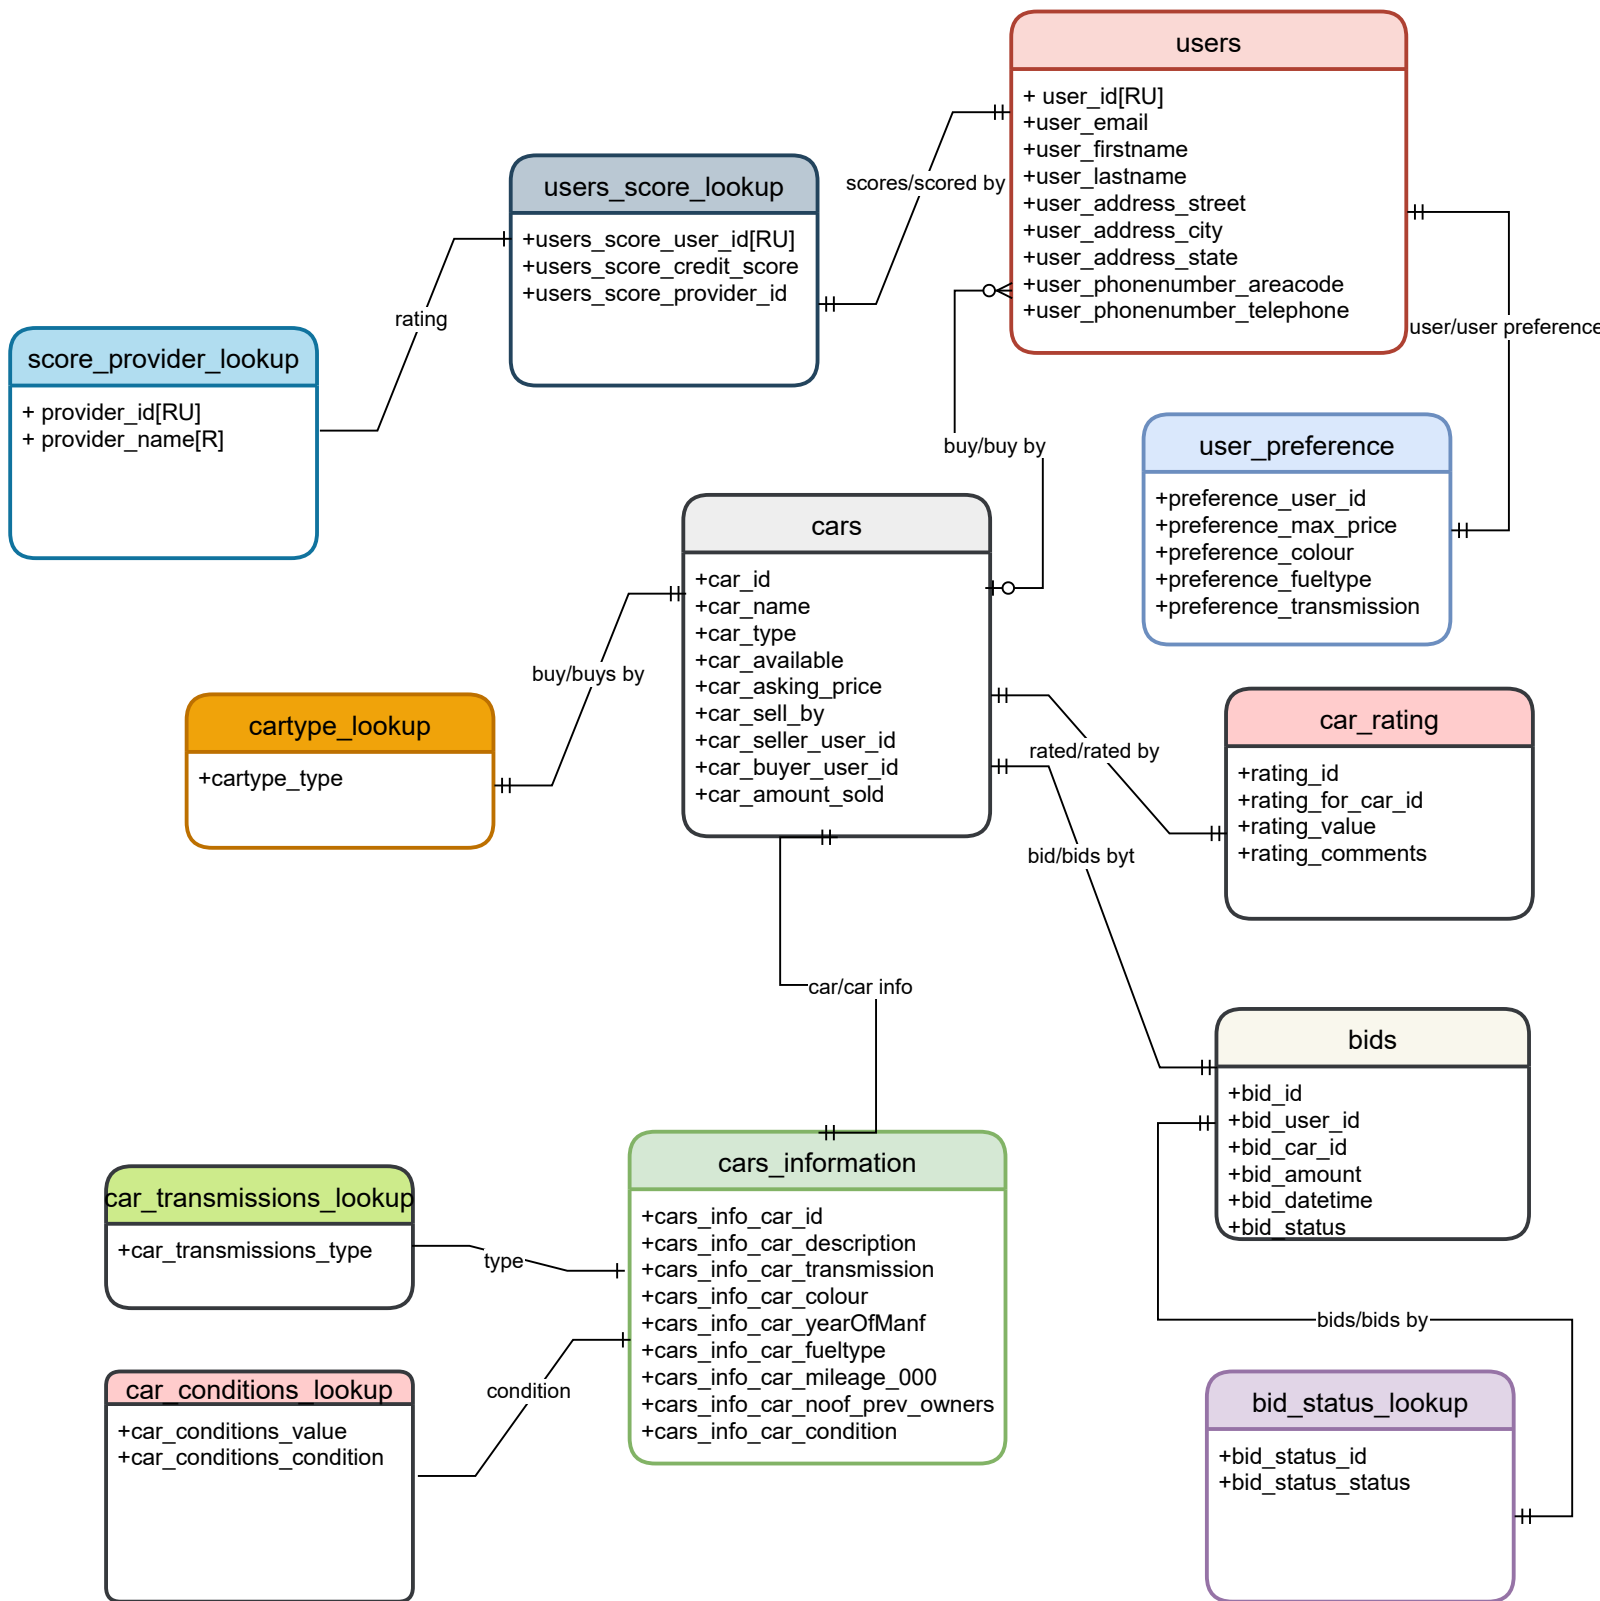 users
+ user_id[RU]
+user_email
+user_firstname
+user_lastname
+user_address_street
+user_address_city
+user_address_state
+user_phonenumber_areacode
+user_phonenumber_telephone
users_score_lookup
+users_score_user_id[RU]
+users_score_credit_score
+users_score_provider_id
scores/scored by
rating
user/user preference
score_provider_lookup
+ provider_id[RU]
+ provider_name[R]
buy/buy by
user_preference
+preference_user_id
+preference_max_price
+preference_colour
+preference_fueltype
+preference_transmission
cars
+car_id
+car_name
+car_type
+car_available
+car_asking_price
+car_sell_by
+car_seller_user_id
+car_buyer_user_id
+car_amount_sold
buy/buys by
cartype_lookup
+cartype_type
rated/rated by
car_rating
+rating_id
+rating_for_car_id
+rating_value
+rating_comments
bid/bids byt
car/car info
bids
+bid_id
+bid_user_id
+bid_car_id
+bid_amount
+bid_datetime
+bid_status
cars_information
+cars_info_car_id
+cars_info_car_description
+cars_info_car_transmission
+cars_info_car_colour
+cars_info_car_yearOfManf
+cars_info_car_fueltype
+cars_info_car_mileage_000
+cars_info_car_noof_prev_owners
+cars_info_car_condition
car_transmissions_lookup
+car_transmissions_type
type
bids/bids by
car_conditions_lookup
+car_conditions_value
+car_conditions_condition
condition
bid_status_lookup
+bid_status_id
+bid_status_status